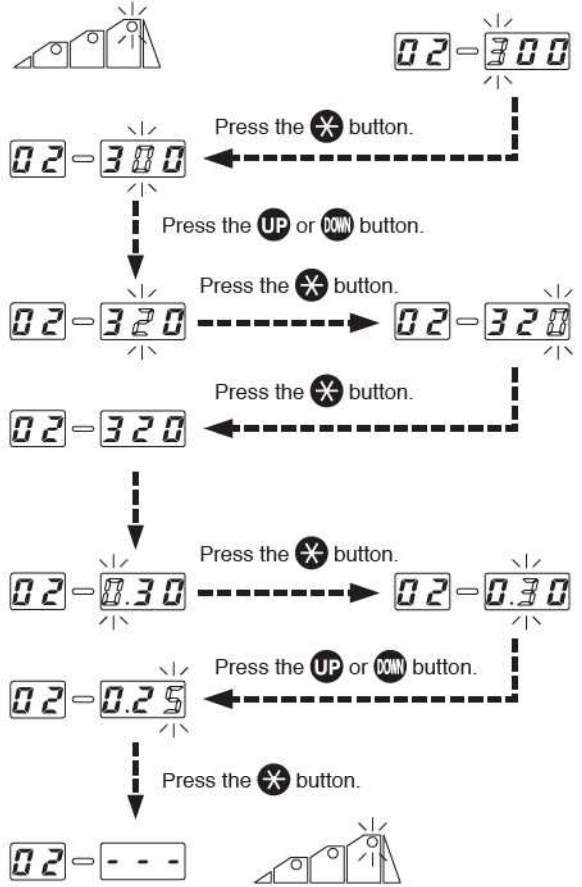 02-300
Press the ✱ button.
02-300
Press the UP or DOWN button.
Press the ✱ button.
02-320
02-320
Press the ✱ button.
02-320
Press the ✱ button.
02-0.30
02-0.30
Press the UP or DOWN button.
02-0.25
Press the ✱ button.
02- - - -